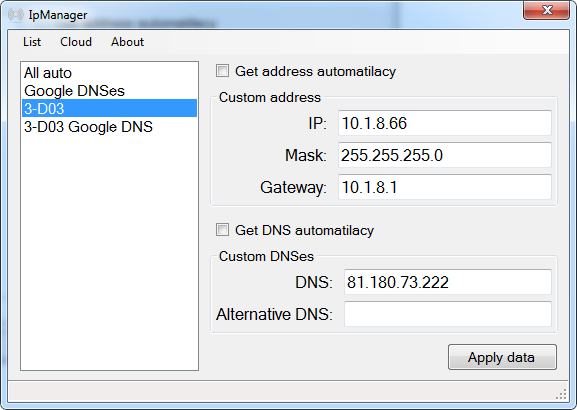 IpManager
List Cloud About
All auto
Google DNSes
3-D03
3-D03 Google DNS
Get address automatilacy
Custom address
IP: 10.1.8.66
Mask: 255.255.255.0
Gateway: 10.1.8.1
Get DNS automatilacy
Custom DNSes
DNS: 81.180.73.222
Alternative DNS:
Apply data